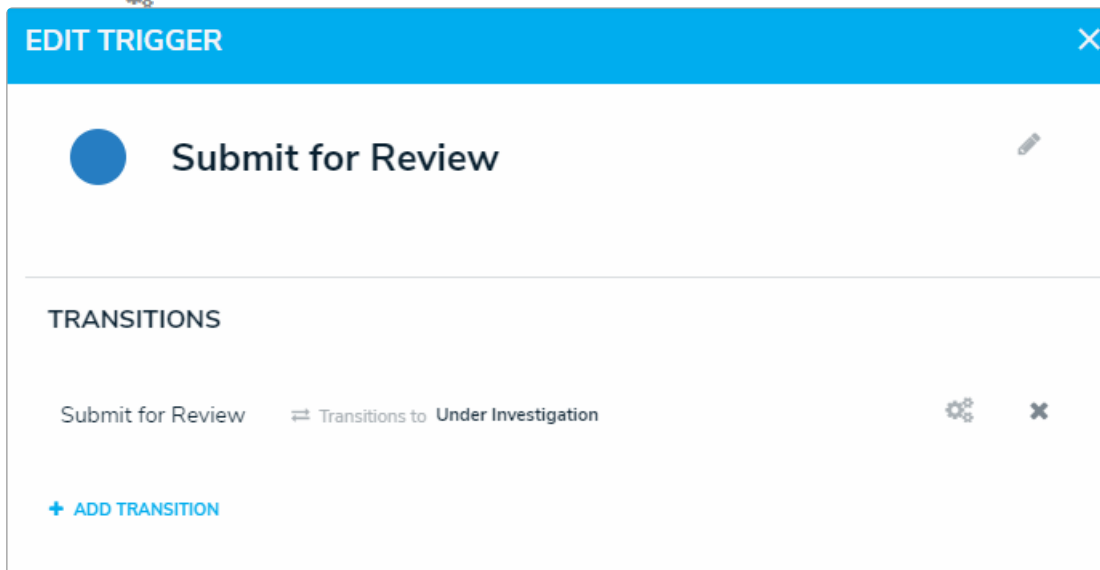 EDIT TRIGGER
Submit for Review
TRANSITIONS
Submit for Review Transitions to Under Investigation
+ ADD TRANSITION